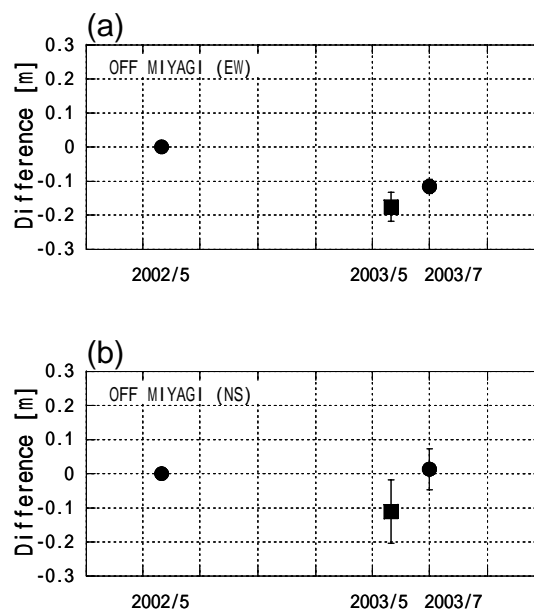 (a)
0.3
OFF MIYAGI (EW)
0.2
0.1
0
-0.1
-0.2
-0.3
Difference [m]
2002/5 2003/5 2003/7
(b)
0.3
OFF MIYAGI (NS)
0.2
0.1
0
-0.1
-0.2
-0.3
Difference [m]
2002/5 2003/5 2003/7